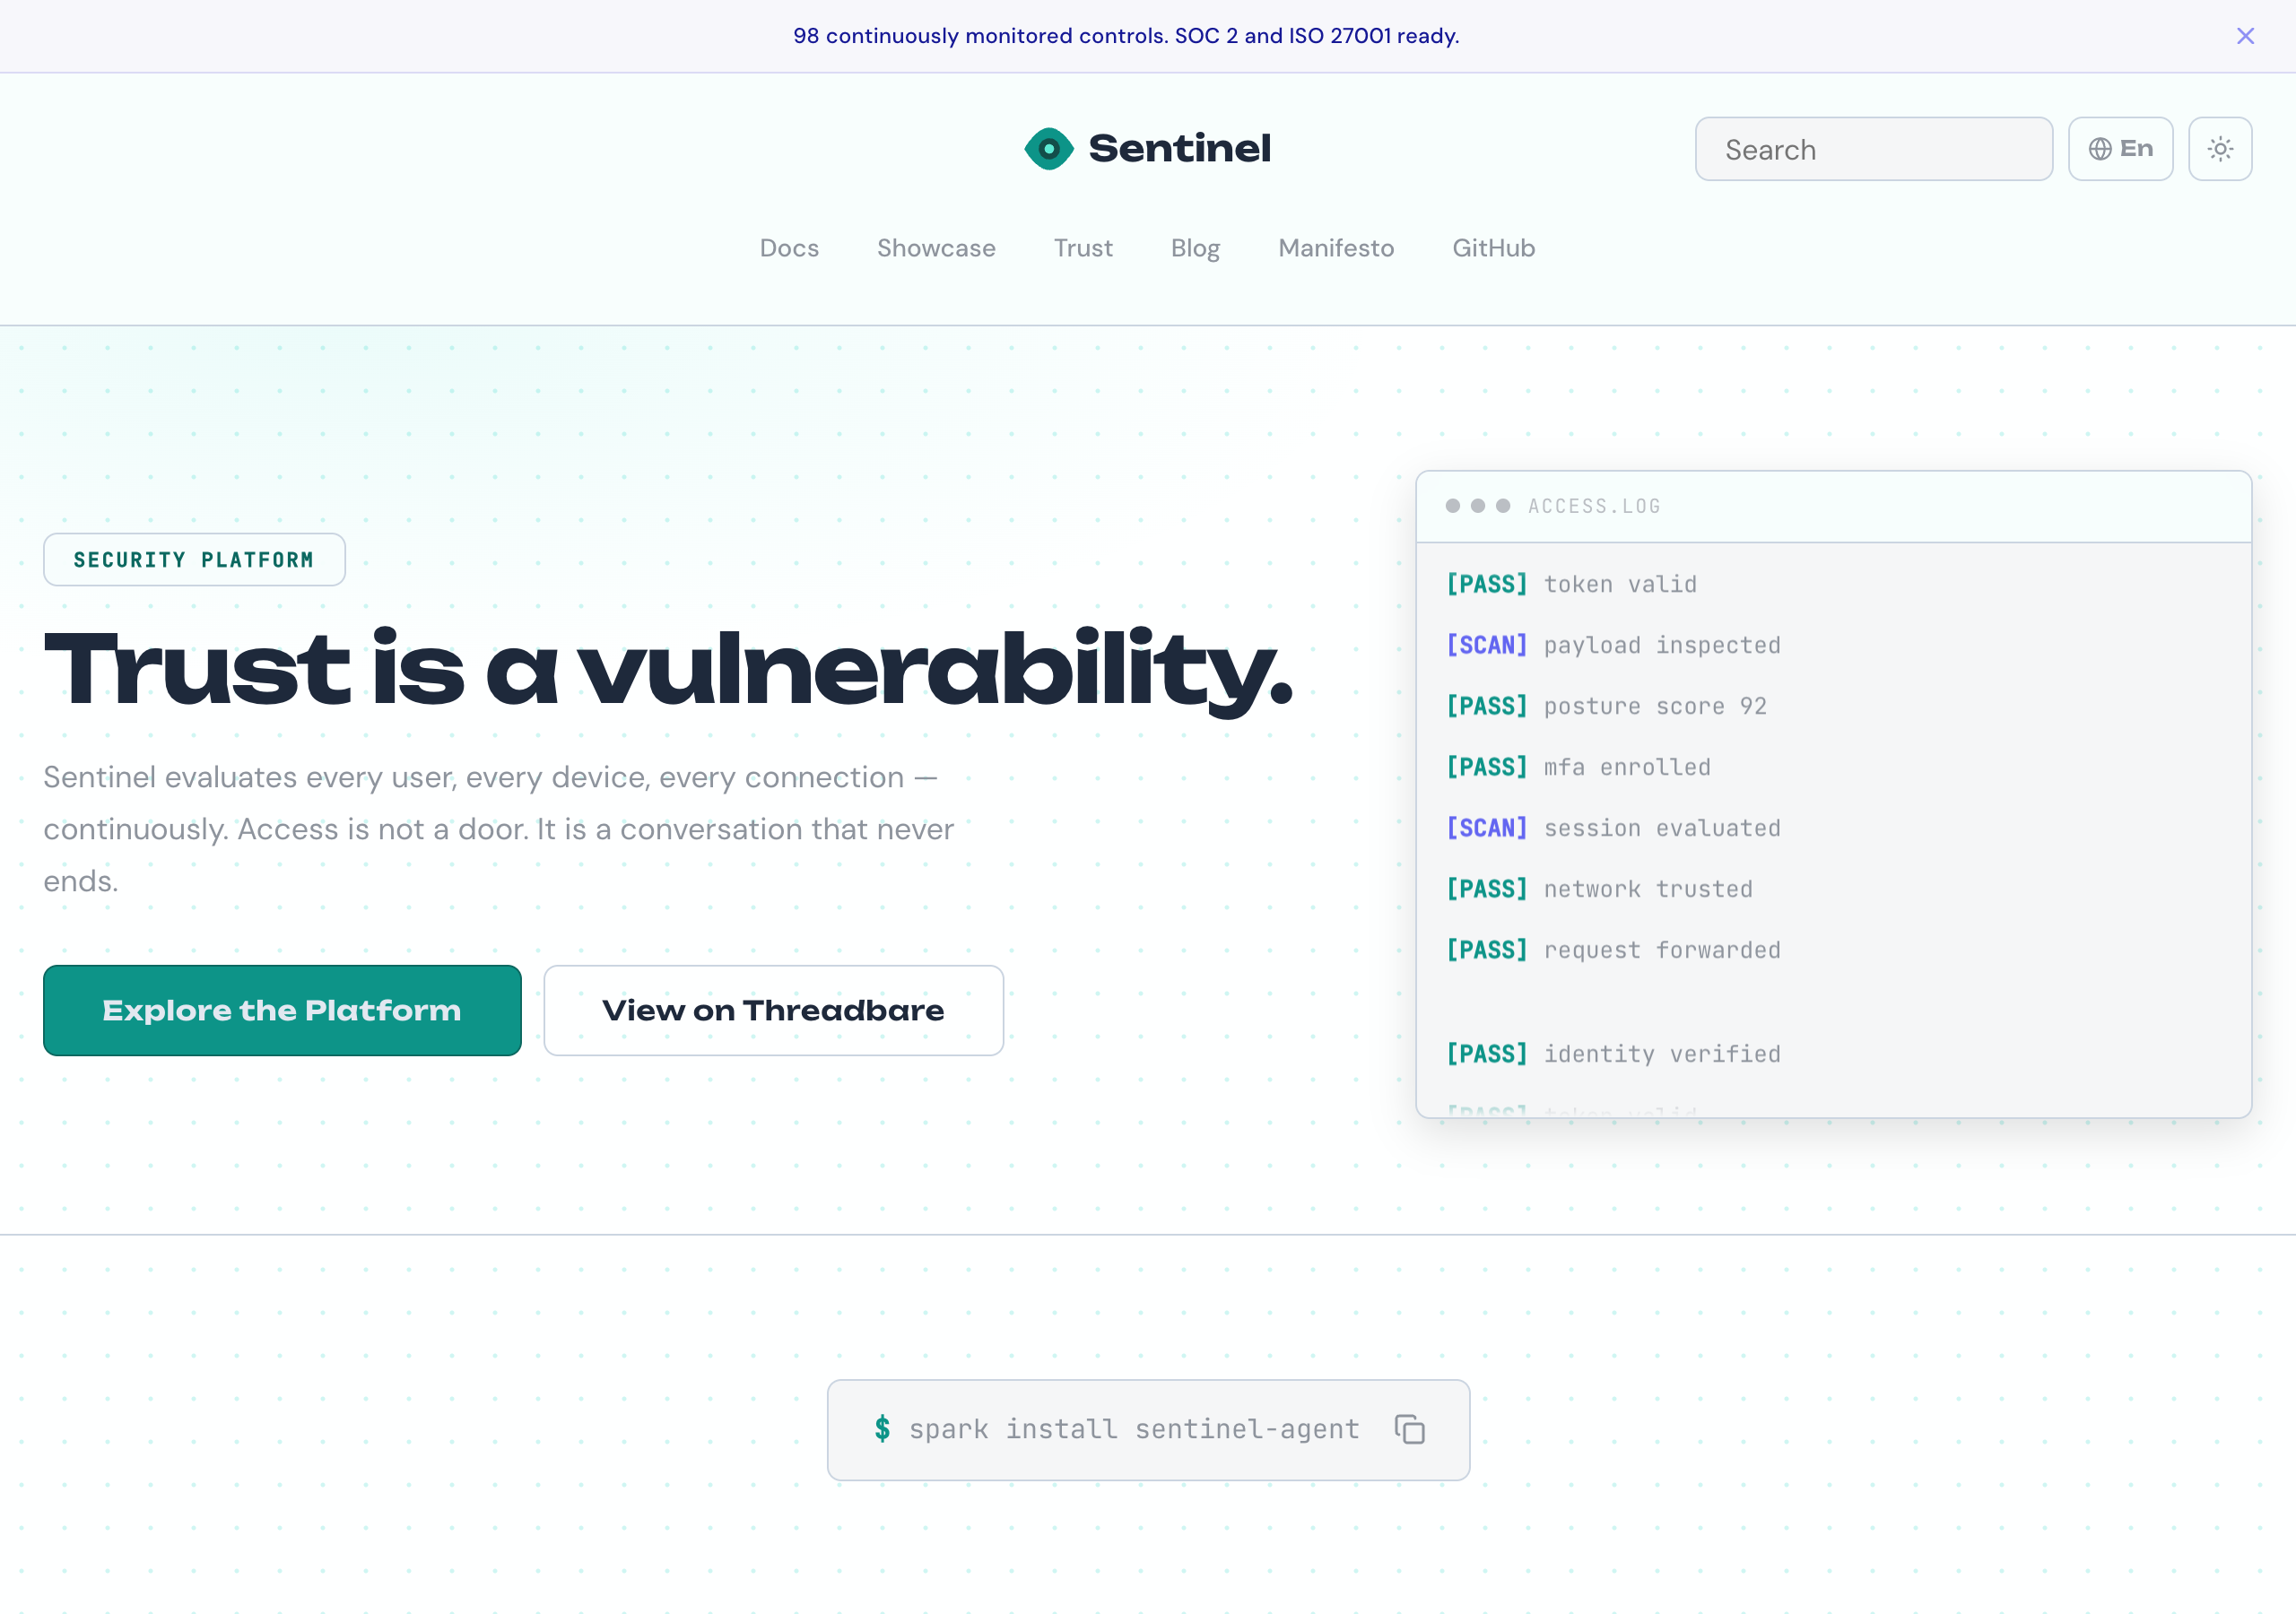 98 continuously monitored controls. SOC 2 and ISO 27001 ready.
Sentinel
Search
En
Docs Showcase Trust Blog Manifesto GitHub
SECURITY PLATFORM
Trust is a vulnerability.
Sentinel evaluates every user, every device, every connection —
continuously. Access is not a door. It is a conversation that never
ends.
Explore the Platform
View on Threadbare
ACCESS.LOG
[PASS] token valid
[SCAN] payload inspected
[PASS] posture score 92
[PASS] mfa enrolled
[SCAN] session evaluated
[PASS] network trusted
[PASS] request forwarded
[PASS] identity verified
[PASS] token valid
$ spark install sentinel-agent